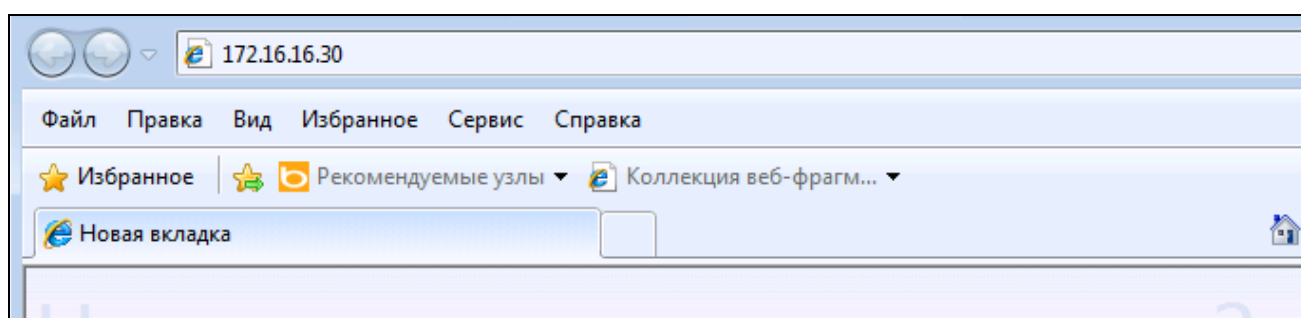 172.16.16.30
Файл Правка Вид Избранное Сервис Справка
Избранное Рекомендуемые узлы Коллекция веб-фрагм...
Новая вкладка